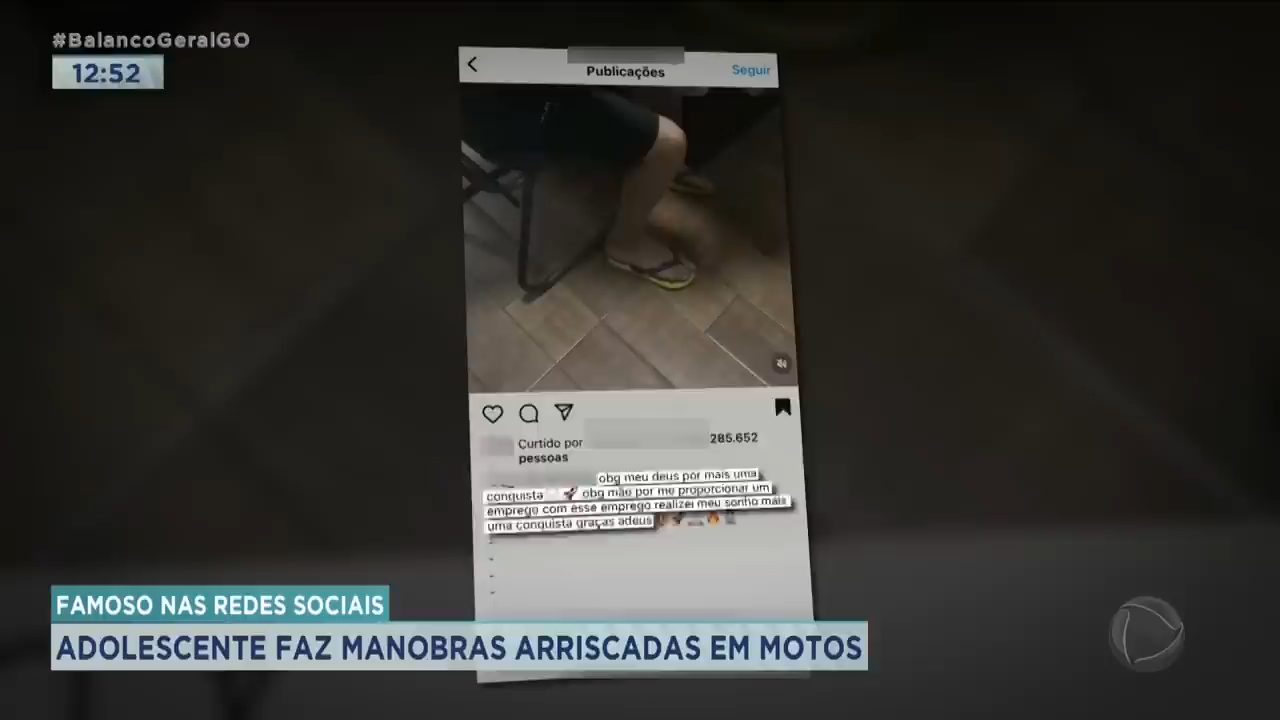 #BalancoGeralGO
12:52
Publicações
Seguir
Curtido por 285.652
pessoas
obg meu deus por mais uma
conquista obg mão por me proporcionar um
emprego com esse emprego realizei meu sonho mais
uma conquista graças adeus
FAMOSO NAS REDES SOCIAIS
ADOLESCENTE FAZ MANOBRAS ARRISCADAS EM MOTOS